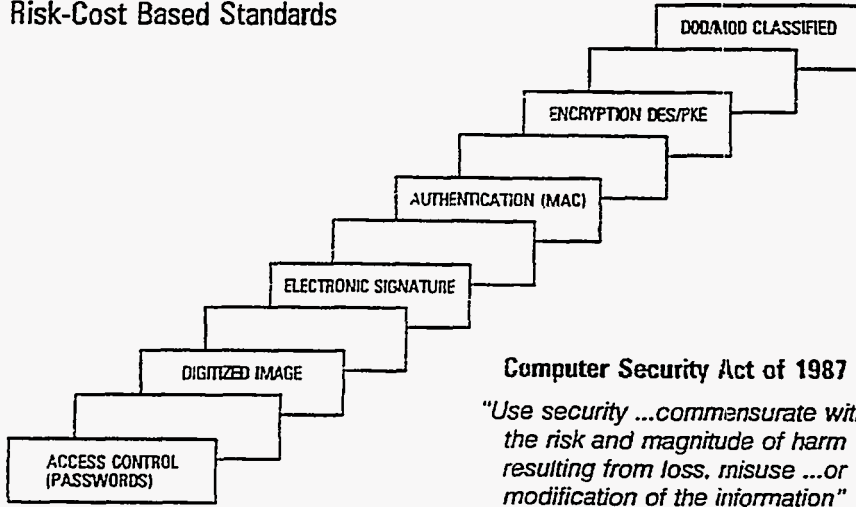 Risk-Cost Based Standards
DOD/MOD CLASSIFIED
ENCRYPTION DES/PKE
AUTHENTICATION (MAC)
ELECTRONIC SIGNATURE
DIGITIZED IMAGE
ACCESS CONTROL
(PASSWORDS)
Computer Security Act of 1987
"Use security ...commensurate with
the risk and magnitude of harm
resulting from loss, misuse ...or
modification of the information"